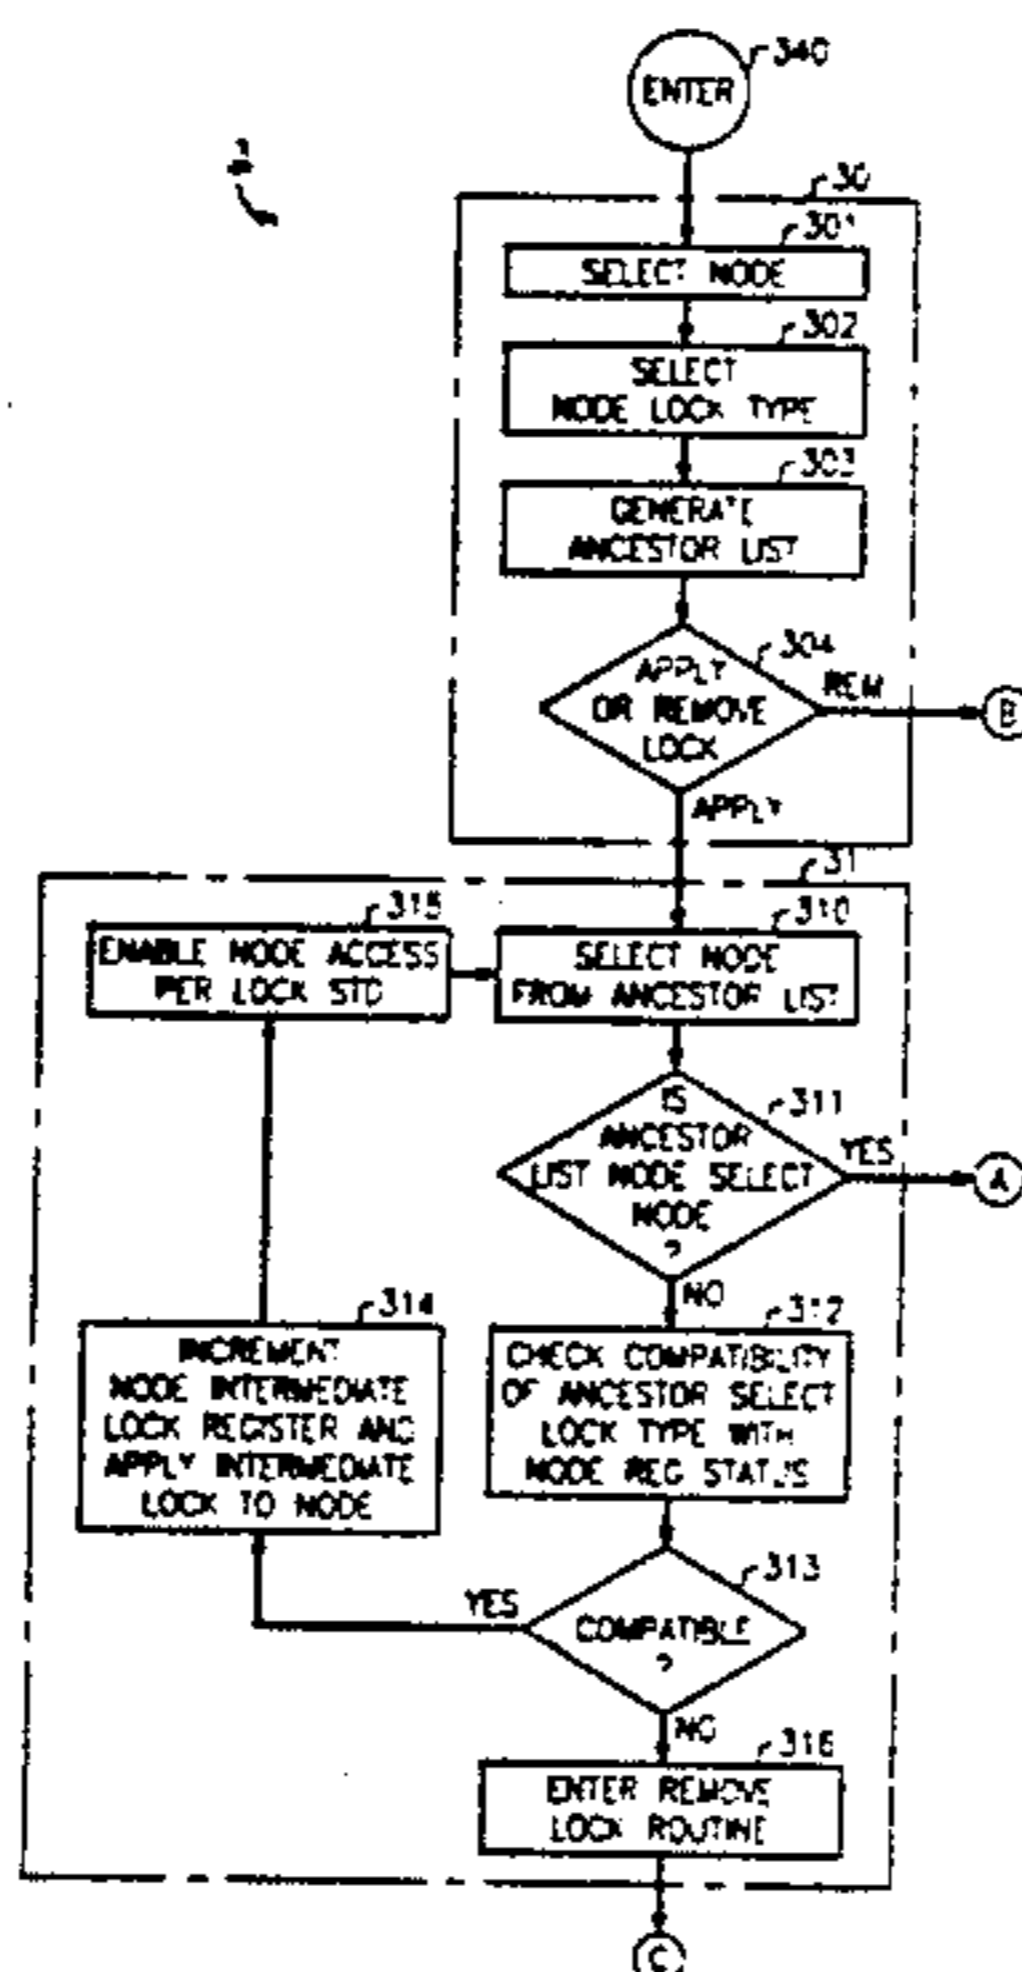 340
ENTER
30
301
SELECT NODE
302
SELECT
NODE LOCK TYPE
303
GENERATE
ANCESTOR LIST
304
APPLY
OR REMOVE
LOCK
REM
B
APPLY
31
315
ENABLE NODE ACCESS
PER LOCK STD
310
SELECT NODE
FROM ANCESTOR LIST
311
IS
ANCESTOR
LIST NODE SELECT
NODE
?
YES
A
NO
314
INCREMENT
NODE INTERMEDIATE
LOCK REGISTER AND
APPLY INTERMEDIATE
LOCK TO NODE
312
CHECK COMPATIBILITY
OF ANCESTOR SELECT
LOCK TYPE WITH
NODE REG STATUS
313
YES
COMPATIBLE
?
NO
316
ENTER REMOVE
LOCK ROUTINE
C